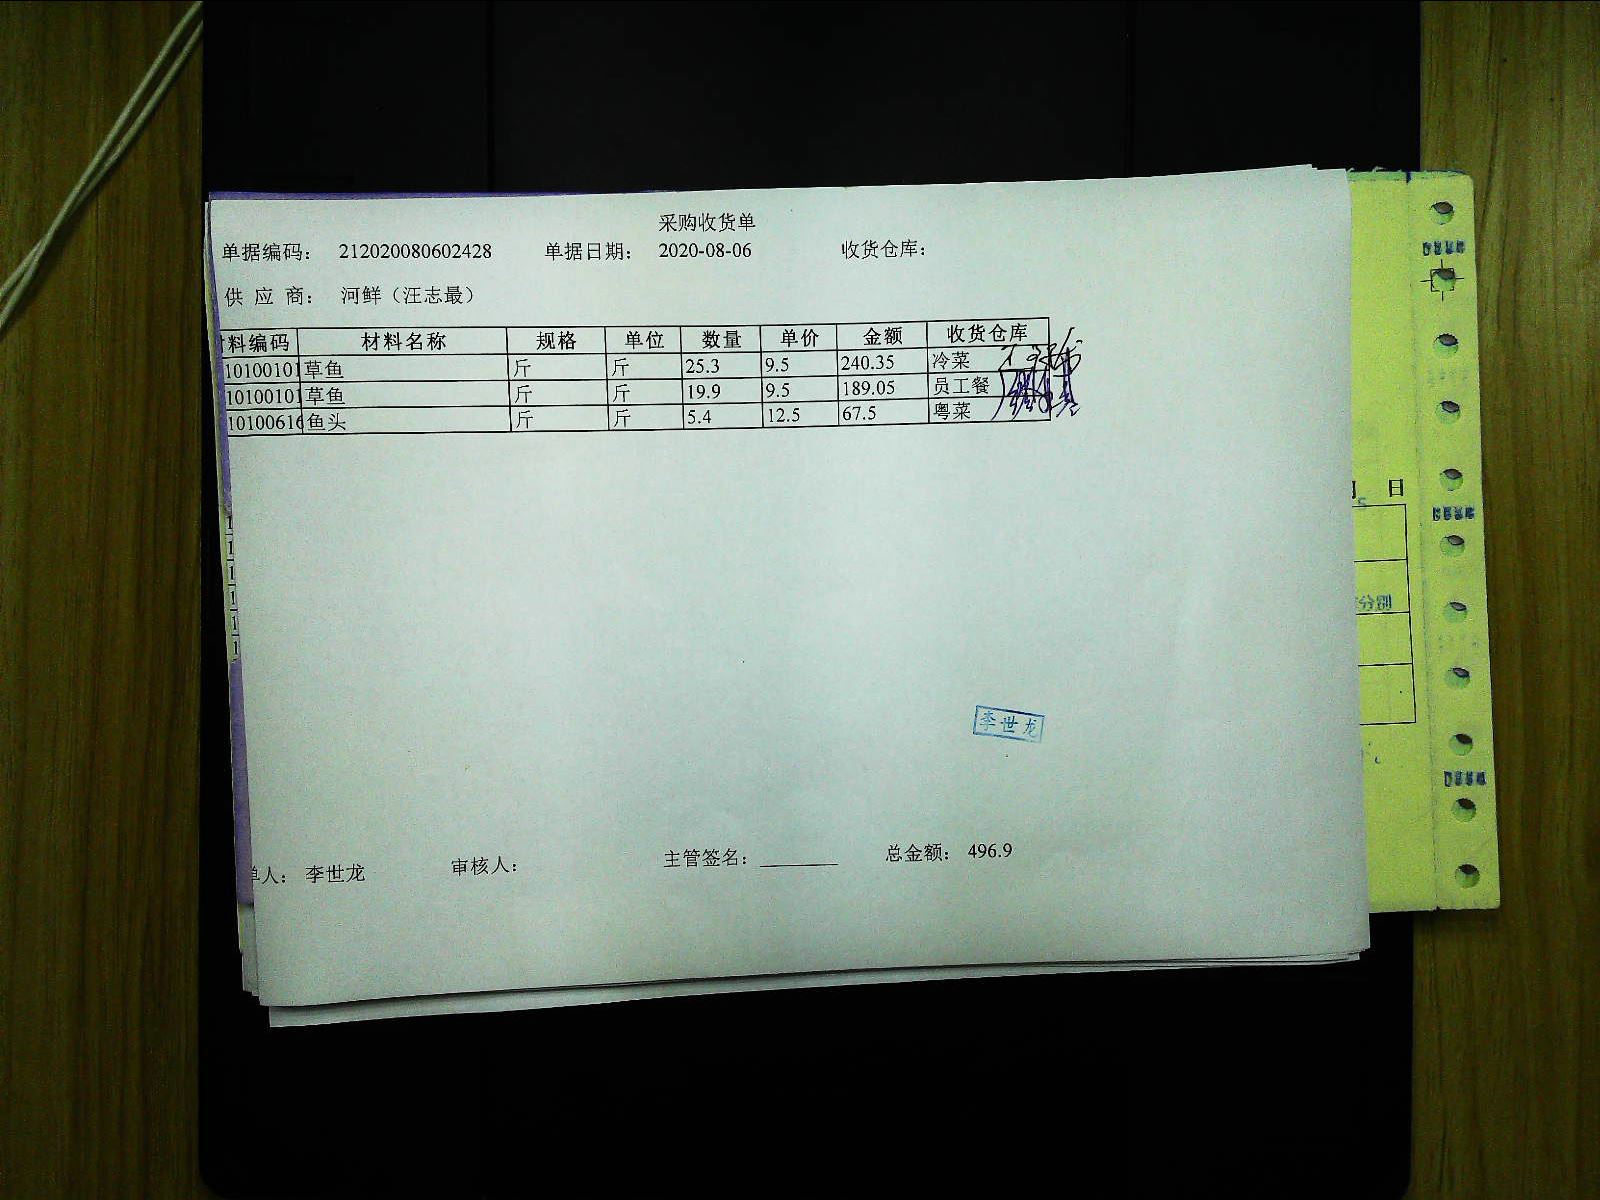 采购收货单
单据编码： 212020080602428 单据日期： 2020-08-06 收货仓库：
供 应 商： 河鲜（汪志最）
料编码 材料名称 规格 单位 数量 单价 金额 收货仓库
10100101 草鱼 斤 斤 25.3 9.5 240.35 冷菜
10100101 草鱼 斤 斤 19.9 9.5 189.05 员工餐
10100616 鱼头 斤 斤 5.4 12.5 67.5 粤菜
日
分别
李世龙
单人： 李世龙 审核人： 主管签名： ________ 总金额： 496.9